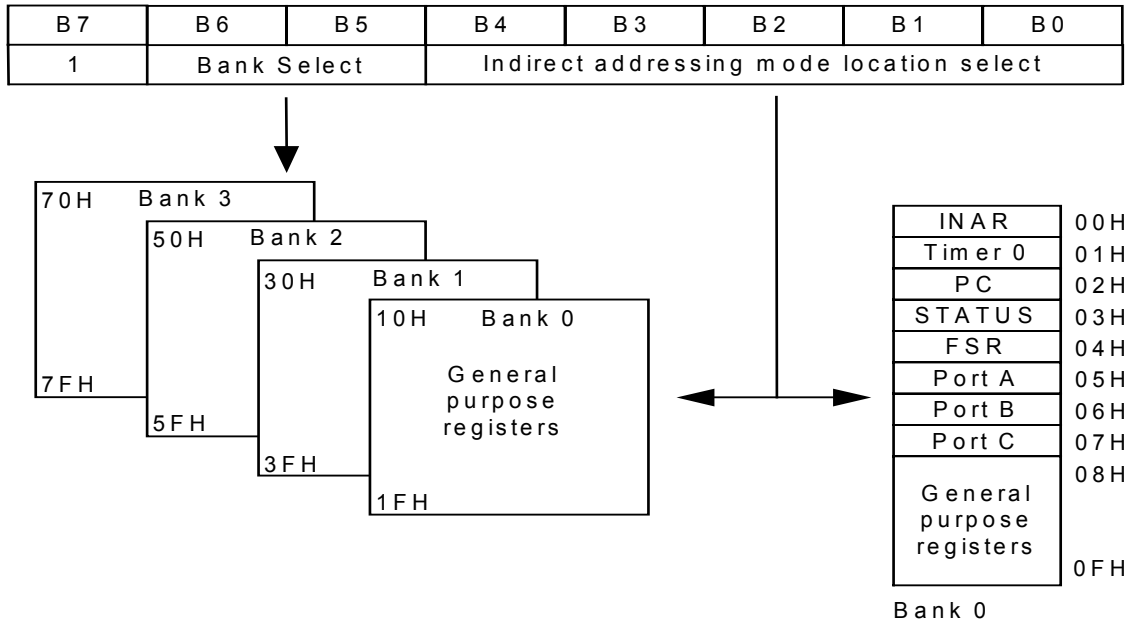 B7 B6 B5 B4 B3 B2 B1 B0
1 Bank Select Indirect addressing mode location select
70H Bank 3
7FH
50H Bank 2
5FH
30H Bank 1
3FH
10H Bank 0
General
purpose
registers
1FH
INAR 00H
Timer 0 01H
PC 02H
STATUS 03H
FSR 04H
Port A 05H
Port B 06H
Port C 07H
08H
General
purpose
registers
0FH
Bank 0